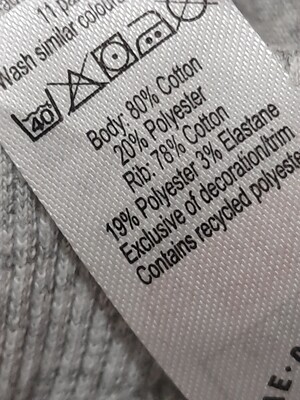 Wash similar colours
40°
Body: 80% Cotton
20% Polyester
Rib: 78% Cotton
19% Polyester 3% Elastane
Exclusive of decoration/trim
Contains recycled polyeste